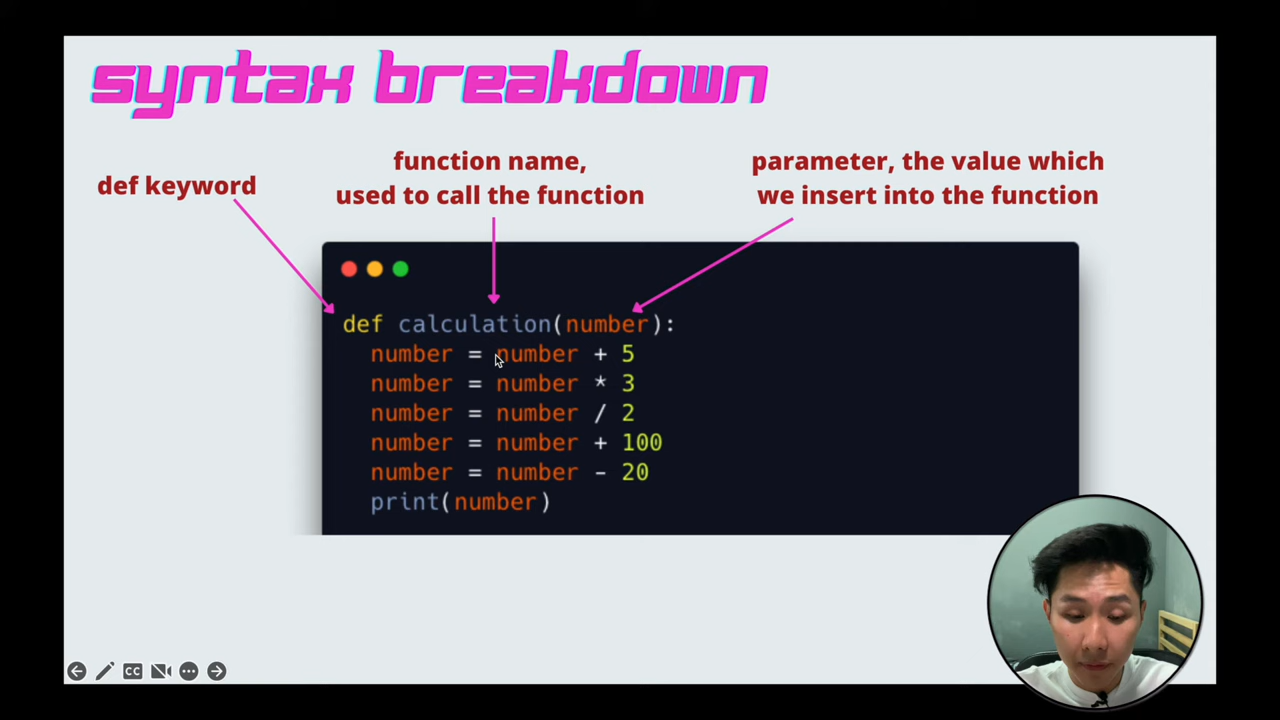 syntax breakdown
def keyword
function name,
used to call the function
parameter, the value which
we insert into the function
def calculation(number):
number = number + 5
number = number * 3
number = number / 2
number = number + 100
number = number - 20
print(number)
CC